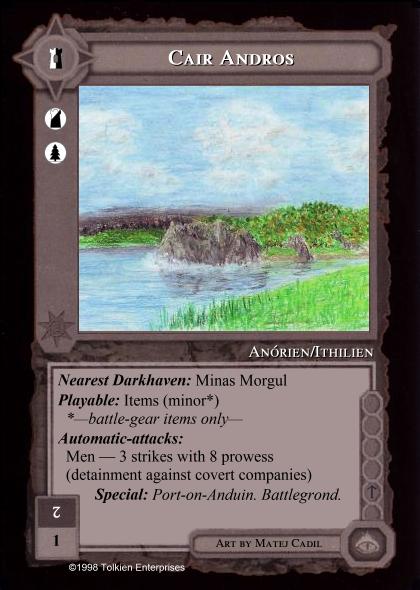 CAIR ANDROS
ANÓRIEN/ITHILIEN
Nearest Darkhaven: Minas Morgul
Playable: Items (minor*)
*—battle-gear items only—
Automatic-attacks:
Men — 3 strikes with 8 prowess
(detainment against covert companies)
Special: Port-on-Anduin. Battlegrond.
2
1
ART BY MATEJ CADIL
©1998 Tolkien Enterprises